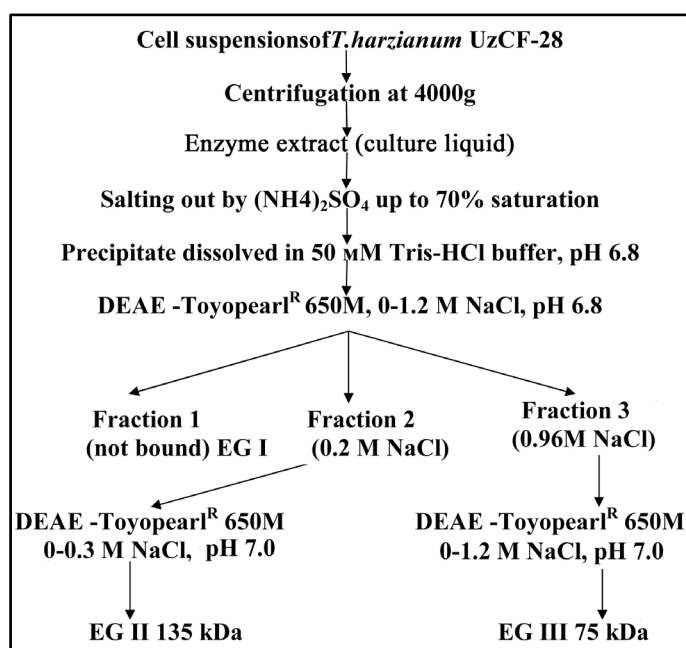 Cell suspensionsofT.harzianum UzCF-28
Centrifugation at 4000g
Enzyme extract (culture liquid)
Salting out by (NH4)₂SO₄ up to 70% saturation
Precipitate dissolved in 50 мM Tris-HCl buffer, pH 6.8
DEAE -Toyopearlᴿ 650M, 0-1.2 M NaCl, pH 6.8
Fraction 1
(not bound) EG I
Fraction 2
(0.2 M NaCl)
Fraction 3
(0.96M NaCl)
DEAE -Toyopearlᴿ 650M
0-0.3 M NaCl, pH 7.0
DEAE -Toyopearlᴿ 650M
0-1.2 M NaCl, pH 7.0
EG II 135 kDa
EG III 75 kDa